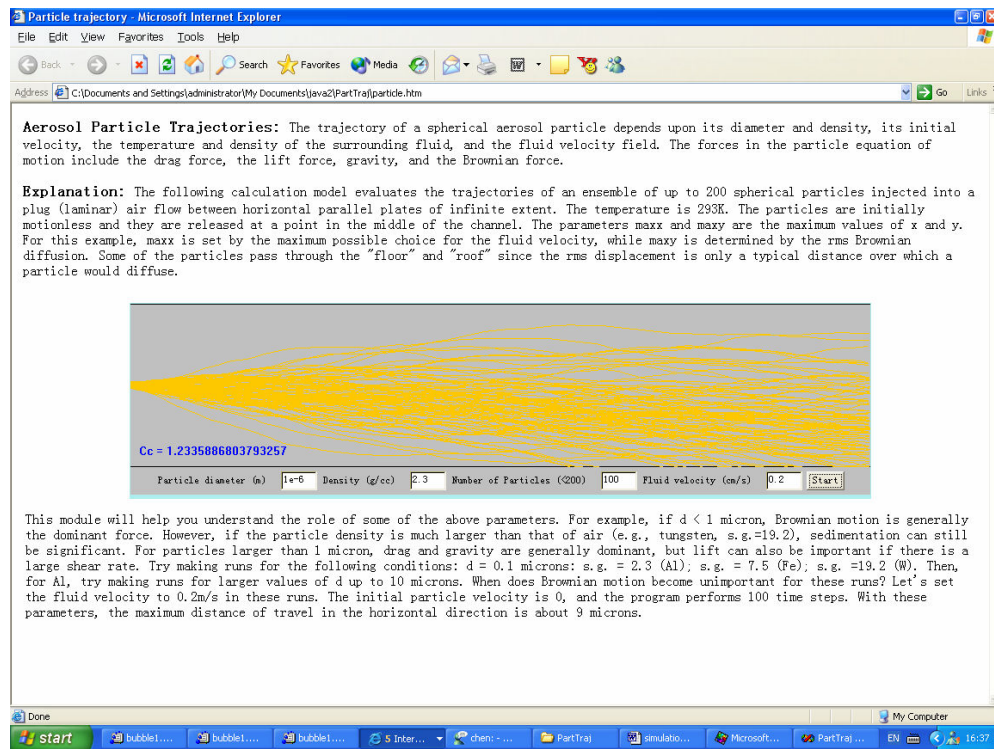 Particle trajectory - Microsoft Internet Explorer
File Edit View Favorites Tools Help
Back Search Favorites Media
Address C:\Documents and Settings\administrator\My Documents\java2\PartTraj\particle.htm Go Links
Aerosol Particle Trajectories: The trajectory of a spherical aerosol particle depends upon its diameter and density, its initial
velocity, the temperature and density of the surrounding fluid, and the fluid velocity field. The forces in the particle equation of
motion include the drag force, the lift force, gravity, and the Brownian force.
Explanation: The following calculation model evaluates the trajectories of an ensemble of up to 200 spherical particles injected into a
plug (laminar) air flow between horizontal parallel plates of infinite extent. The temperature is 293K. The particles are initially
motionless and they are released at a point in the middle of the channel. The parameters maxx and maxy are the maximum values of x and y.
For this example, maxx is set by the maximum possible choice for the fluid velocity, while maxy is determined by the rms Brownian
diffusion. Some of the particles pass through the "floor" and "roof" since the rms displacement is only a typical distance over which a
particle would diffuse.
Cc = 1.2335886803793257
Particle diameter (m) 1e-6 Density (g/cc) 2.3 Number of Particles (<200) 100 Fluid velocity (cm/s) 0.2 Start
This module will help you understand the role of some of the above parameters. For example, if d < 1 micron, Brownian motion is generally
the dominant force. However, if the particle density is much larger than that of air (e.g., tungsten, s.g.=19.2), sedimentation can still
be significant. For particles larger than 1 micron, drag and gravity are generally dominant, but lift can also be important if there is a
large shear rate. Try making runs for the following conditions: d = 0.1 microns: s.g. = 2.3 (Al); s.g. = 7.5 (Fe); s.g. =19.2 (W). Then,
for Al, try making runs for larger values of d up to 10 microns. When does Brownian motion become unimportant for these runs? Let's set
the fluid velocity to 0.2m/s in these runs. The initial particle velocity is 0, and the program performs 100 time steps. With these
parameters, the maximum distance of travel in the horizontal direction is about 9 microns.
Done My Computer
start bubble1.... bubble1.... bubble1.... 5 Inter... chen: - ... PartTraj simulatio... Microsoft... PartTraj ... EN 16:37